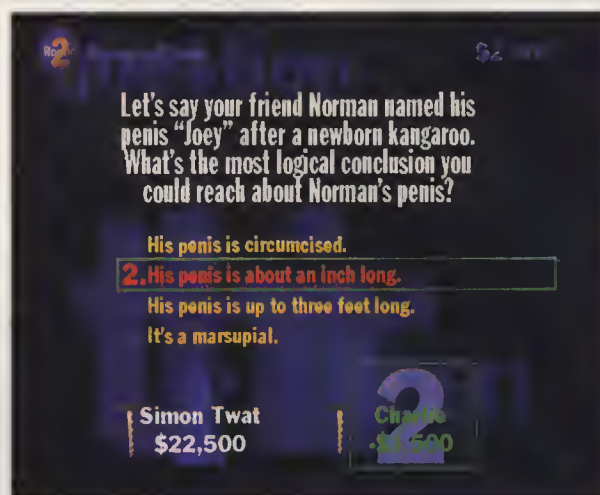 2
Let's say your friend Norman named his
penis "Joey" after a newborn kangaroo.
What's the most logical conclusion you
could reach about Norman's penis?
His penis is circumcised.
2. His penis is about an inch long.
His penis is up to three feet long.
It's a marsupial.
Simon Twat
$22,500
2
Charlie